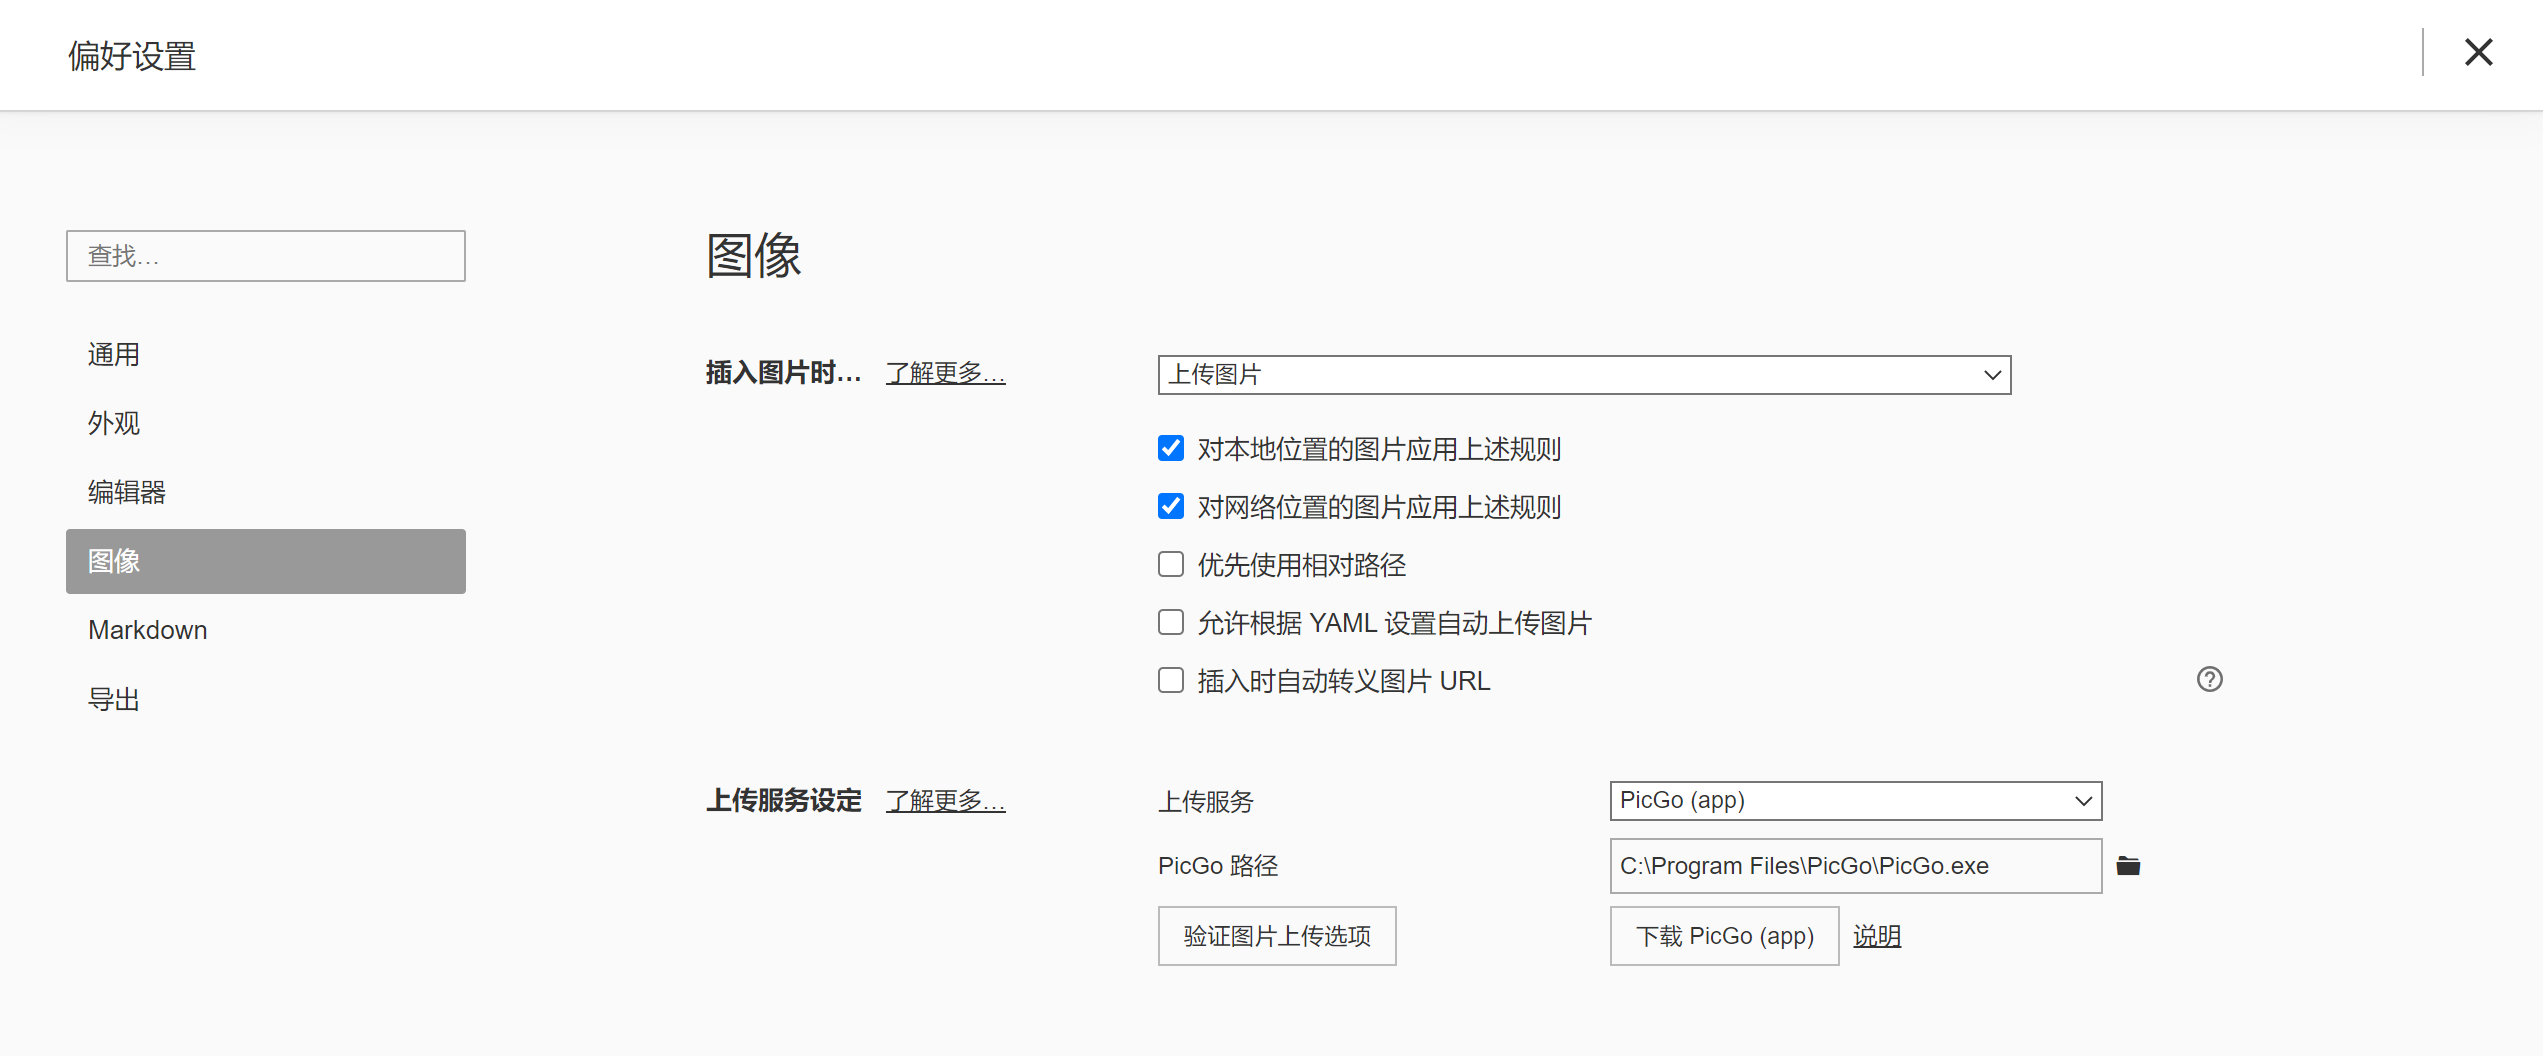 偏好设置
查找…
通用
外观
编辑器
图像
Markdown
导出
图像
插入图片时… 了解更多… 上传图片
对本地位置的图片应用上述规则
对网络位置的图片应用上述规则
优先使用相对路径
允许根据 YAML 设置自动上传图片
插入时自动转义图片 URL
上传服务设定 了解更多… 上传服务 PicGo (app)
PicGo 路径 C:\Program Files\PicGo\PicGo.exe
验证图片上传选项 下载 PicGo (app) 说明